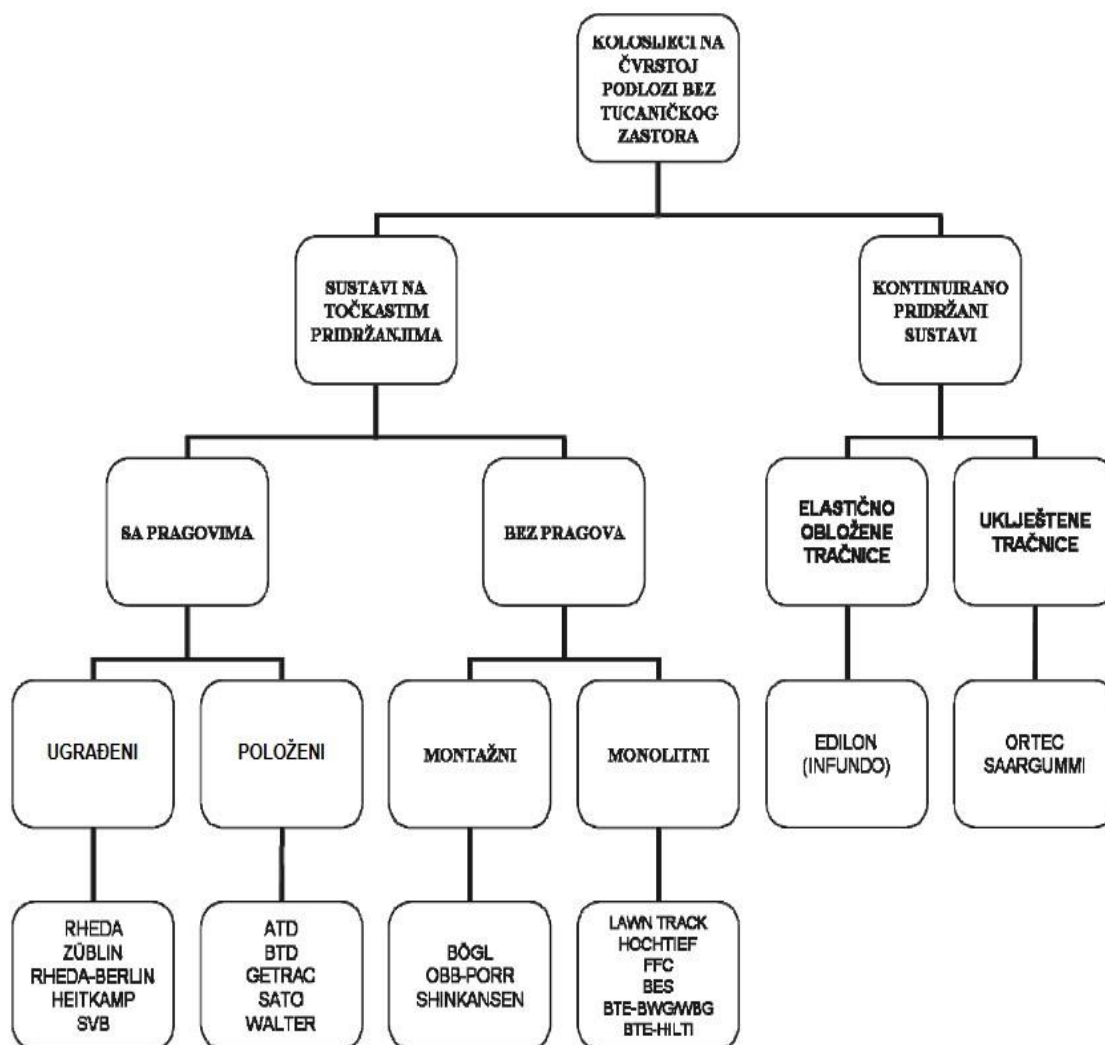 KOLOSIJECI NA
ČVRSTOJ
PODLOZI BEZ
TUCANIČKOG
ZASTORA
SUSTAVI NA
TOČKASTIM
PRIDRŽANJIMA
KONTINUIRANO
PRIDRŽANI
SUSTAVI
SA PRAGOVIMA
BEZ PRAGOVA
ELASTIČNO
OBLOŽENE
TRAČNICE
UKLJEŠTENE
TRAČNICE
UGRAĐENI
POLOŽENI
MONTAŽNI
MONOLITNI
EDILON
(INFUNDO)
ORTEC
SAARGUMMI
RHEDA
ZÜBLIN
RHEDA-BERLIN
HEITKAMP
SVB
ATD
BTD
GETRAC
SATO
WALTER
BÖGL
OBB-PORR
SHINKANSEN
LAWN TRACK
HOCHTIEF
FFC
BES
BTE-BWG/WBG
BTE-HILTI